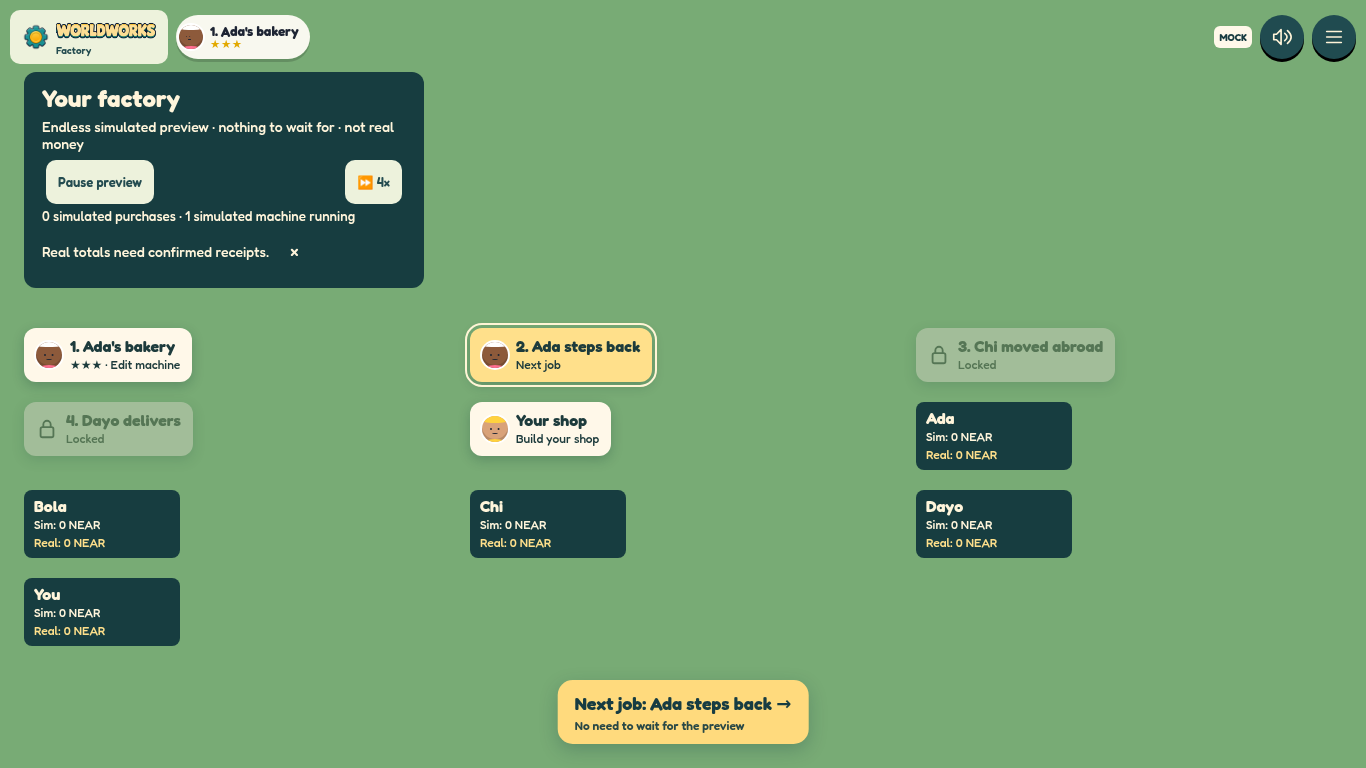 WORLDWORKS
Factory
1. Ada's bakery
★★★
MOCK
Your factory
Endless simulated preview · nothing to wait for · not real
money
Pause preview
⏩ 4x
0 simulated purchases · 1 simulated machine running
Real totals need confirmed receipts. ×
1. Ada's bakery
★★★ · Edit machine
2. Ada steps back
Next job
3. Chi moved abroad
Locked
4. Dayo delivers
Locked
Your shop
Build your shop
Ada
Sim: 0 NEAR
Real: 0 NEAR
Bola
Sim: 0 NEAR
Real: 0 NEAR
Chi
Sim: 0 NEAR
Real: 0 NEAR
Dayo
Sim: 0 NEAR
Real: 0 NEAR
You
Sim: 0 NEAR
Real: 0 NEAR
Next job: Ada steps back →
No need to wait for the preview